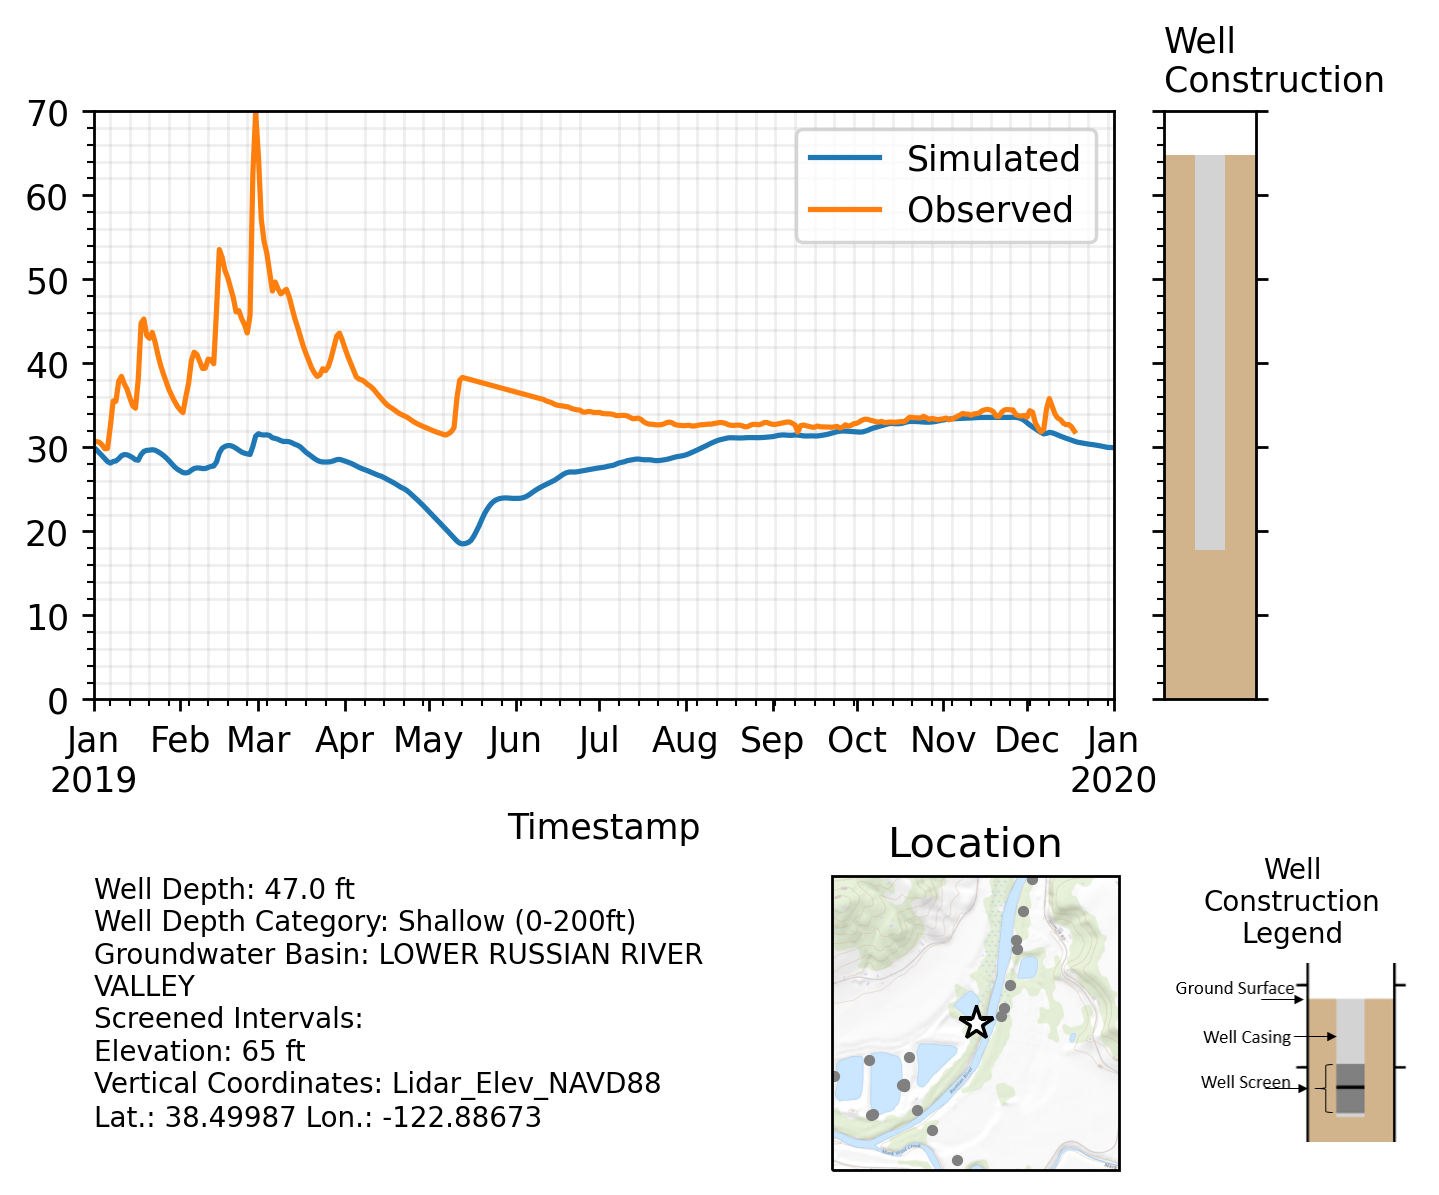 Well
Construction
70
60
50
40
30
20
10
0
Simulated
Observed
Jan Feb Mar Apr May Jun Jul Aug Sep Oct Nov Dec Jan
2019 2020
Timestamp
Well Depth: 47.0 ft
Well Depth Category: Shallow (0-200ft)
Groundwater Basin: LOWER RUSSIAN RIVER
VALLEY
Screened Intervals:
Elevation: 65 ft
Vertical Coordinates: Lidar_Elev_NAVD88
Lat.: 38.49987 Lon.: -122.88673
Location
Well
Construction
Legend
Ground Surface
Well Casing
Well Screen